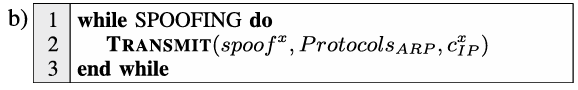 b) 1 while SPOOFING do
2 TRANSMIT(spoof^x, Protocols_ARP, c^x_IP)
3 end while